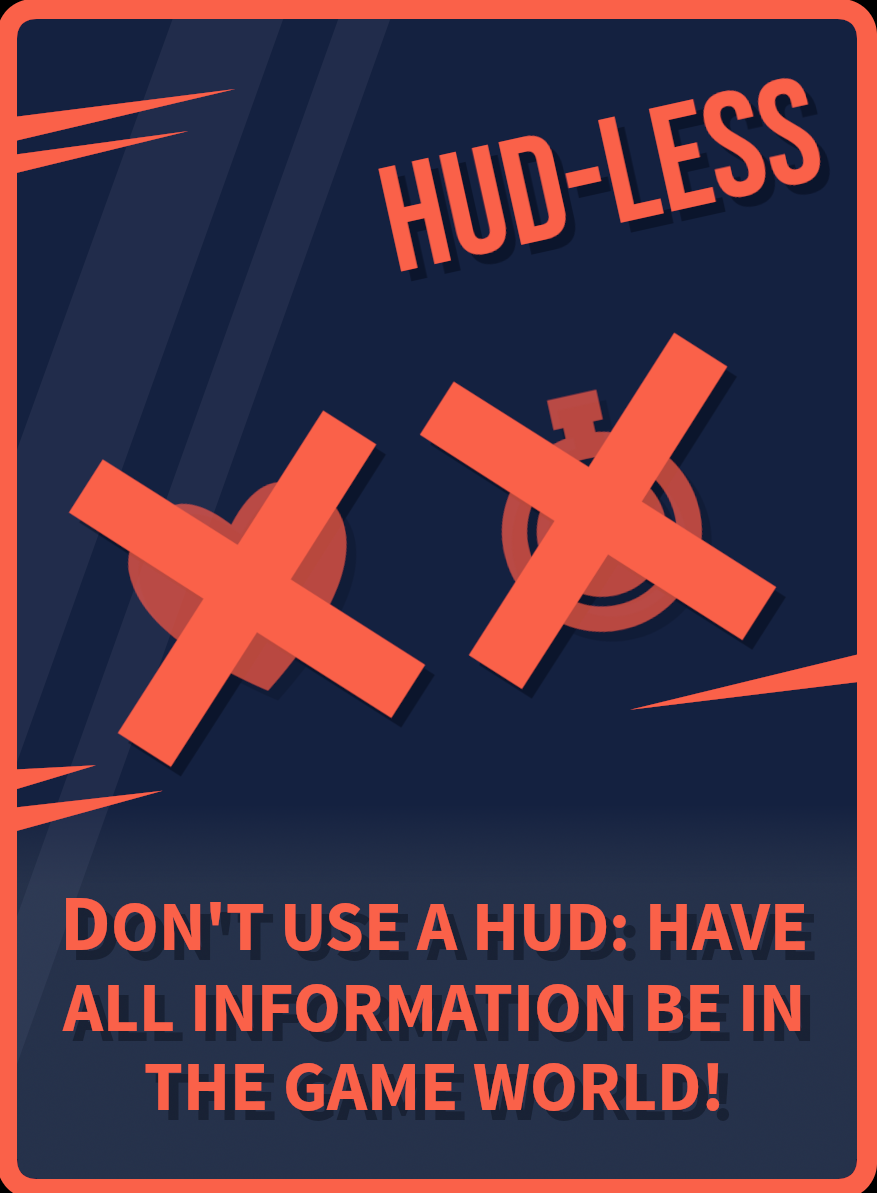 HUD-LESS
DON'T USE A HUD: HAVE
ALL INFORMATION BE IN
THE GAME WORLD!